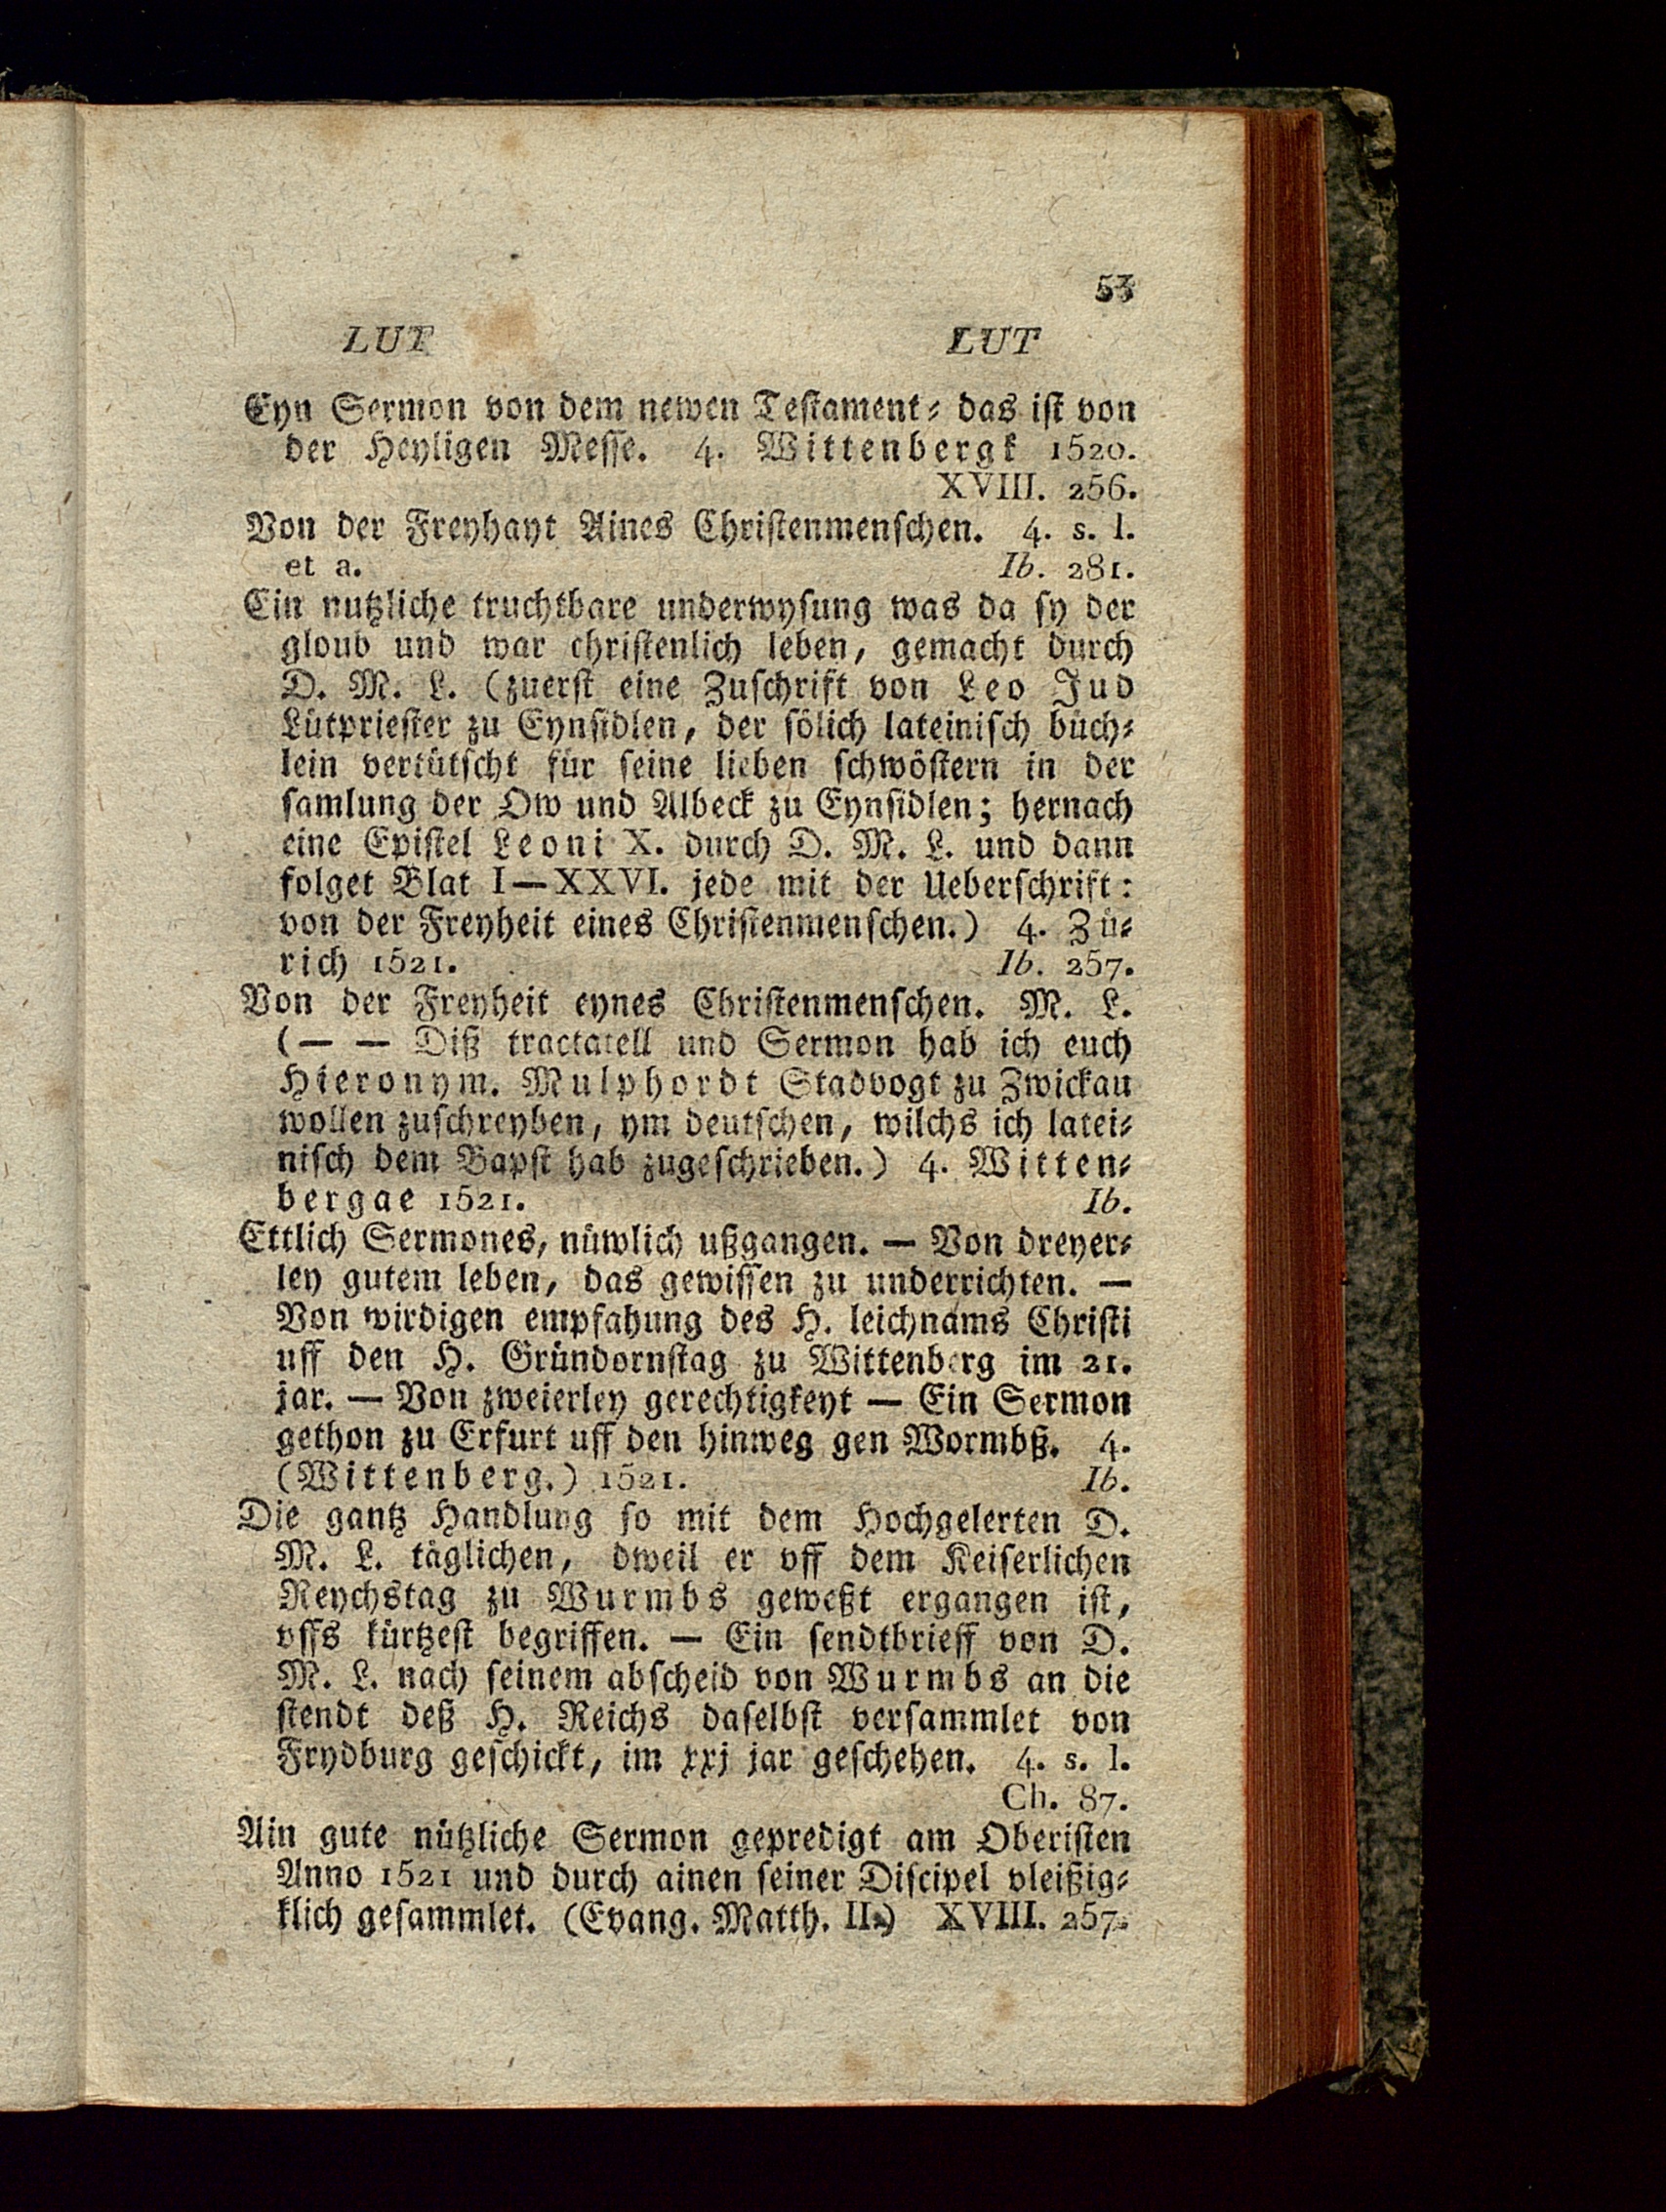 53
LUT LUT
Eyn Sermon von dem newen Testament⸗ das ist von
der Heyligen Messe. 4. Wittenbergk 1520.
XVIII. 256.
Von der Freyhayt Aines Christenmenschen. 4. s. l.
et a. Ib. 281.
Ein nutzliche fruchtbare underwysung was da sy der
gloub und war christenlich leben, gemacht durch
D. M. L. (zuerst eine Zuschrift von Leo Jud
Lütpriester zu Eynsidlen, der sölich lateinisch büch⸗
lein vertütscht für seine lieben schwöstern in der
samlung der Ow und Albeck zu Eynsidlen; hernach
eine Epistel Leoni X. durch D. M. L. und dann
folget Blat I—XXVI. jede mit der Ueberschrift:
von der Freyheit eines Christenmenschen.) 4. Zü⸗
rich 1521. Ib. 257.
Von der Freyheit eynes Christenmenschen. M. L.
(— — Diß tractatell und Sermon hab ich euch
Hieronym. Mulphordt Stadvogt zu Zwickau
wollen zuschreyben, ym deutschen, wilchs ich latei⸗
nisch dem Bapst hab zugeschrieben.) 4. Witten⸗
bergae 1521. Ib.
Ettlich Sermones, nüwlich ußgangen. — Von dreyer⸗
ley gutem leben, das gewissen zu underrichten. —
Von wirdigen empfahung des H. leichnams Christi
uff den H. Gründornstag zu Wittenberg im 21.
jar. — Von zweierley gerechtigkeyt — Ein Sermon
gethon zu Erfurt uff den hinweg gen Wormbß. 4.
(Wittenberg.) 1521. Ib.
Die gantz Handlung so mit dem Hochgelerten D.
M. L. täglichen, dweil er vff dem Keiserlichen
Reychstag zu Wurmbs geweßt ergangen ist,
vffs kürtzest begriffen. — Ein sendtbrieff von D.
M. L. nach seinem abscheid von Wurmbs an die
stendt deß H. Reichs daselbst versammlet von
Frydburg geschickt, im xxj jar geschehen. 4. s. l.
Ch. 87.
Ain gute nützliche Sermon gepredigt am Oberisten
Anno 1521 und durch ainen seiner Discipel vleißig⸗
klich gesammlet. (Evang. Matth. II.) XVIII. 257.